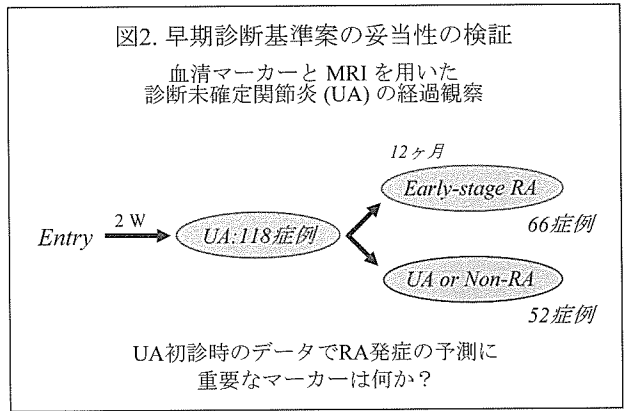 図2. 早期診断基準案の妥当性の検証
血清マーカーと MRI を用いた
診断未確定関節炎 (UA) の経過観察
12ヶ月
Early-stage RA
66症例
Entry
2 W
UA:118症例
UA or Non-RA
52症例
UA初診時のデータでRA発症の予測に
重要なマーカーは何か？